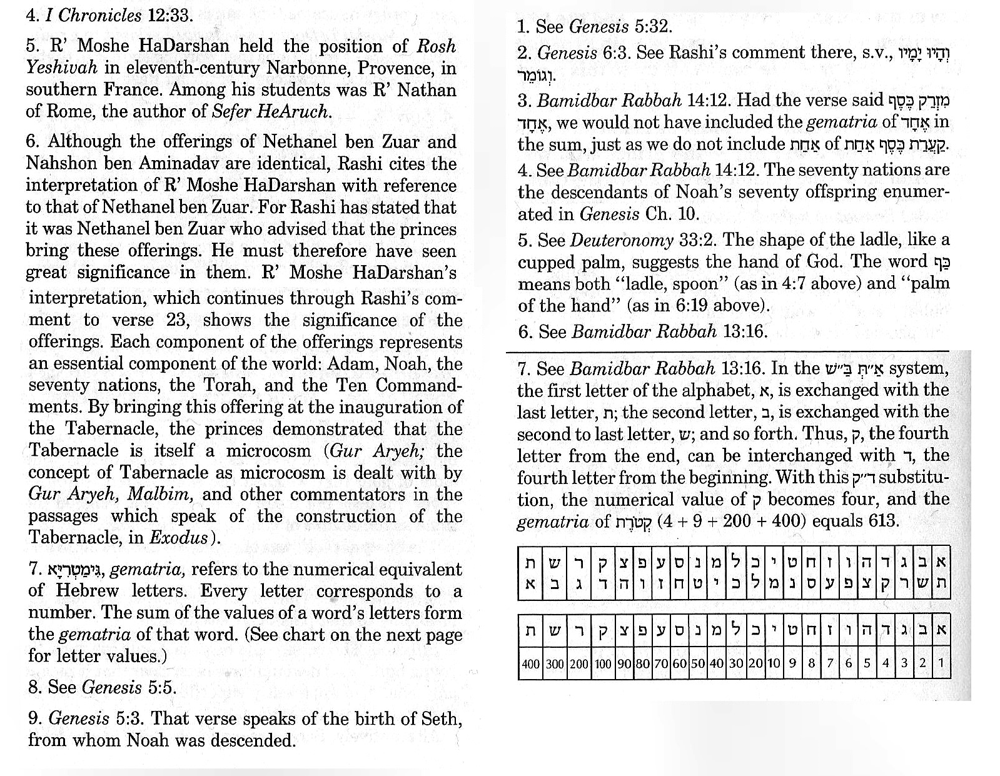 4. I Chronicles 12:33.
5. R’ Moshe HaDarshan held the position of Rosh
Yeshivah in eleventh-century Narbonne, Provence, in
southern France. Among his students was R’ Nathan
of Rome, the author of Sefer HeAruch.
6. Although the offerings of Nethanel ben Zuar and
Nahshon ben Aminadav are identical, Rashi cites the
interpretation of R’ Moshe HaDarshan with reference
to that of Nethanel ben Zuar. For Rashi has stated that
it was Nethanel ben Zuar who advised that the princes
bring these offerings. He must therefore have seen
great significance in them. R’ Moshe HaDarshan’s
interpretation, which continues through Rashi’s com-
ment to verse 23, shows the significance of the
offerings. Each component of the offerings represents
an essential component of the world: Adam, Noah, the
seventy nations, the Torah, and the Ten Command-
ments. By bringing this offering at the inauguration of
the Tabernacle, the princes demonstrated that the
Tabernacle is itself a microcosm (Gur Aryeh; the
concept of Tabernacle as microcosm is dealt with by
Gur Aryeh, Malbim, and other commentators in the
passages which speak of the construction of the
Tabernacle, in Exodus).
7. גִּימַטְרִיָּא, gematria, refers to the numerical equivalent
of Hebrew letters. Every letter corresponds to a
number. The sum of the values of a word’s letters form
the gematria of that word. (See chart on the next page
for letter values.)
8. See Genesis 5:5.
9. Genesis 5:3. That verse speaks of the birth of Seth,
from whom Noah was descended.
1. See Genesis 5:32.
2. Genesis 6:3. See Rashi’s comment there, s.v., וְהָיוּ יָמָיו
וְגוֹמֵר.
3. Bamidbar Rabbah 14:12. Had the verse said מִזְרַק כֶּסֶף
אֶחָד, we would not have included the gematria of אֶחָד in
the sum, just as we do not include אַחַת of קַעֲרַת כֶּסֶף אַחַת.
4. See Bamidbar Rabbah 14:12. The seventy nations are
the descendants of Noah’s seventy offspring enumer-
ated in Genesis Ch. 10.
5. See Deuteronomy 33:2. The shape of the ladle, like a
cupped palm, suggests the hand of God. The word כַּף
means both “ladle, spoon” (as in 4:7 above) and “palm
of the hand” (as in 6:19 above).
6. See Bamidbar Rabbah 13:16.
7. See Bamidbar Rabbah 13:16. In the אַ״תְּ בַּ״שׁ system,
the first letter of the alphabet, א, is exchanged with the
last letter, ת; the second letter, ב, is exchanged with the
second to last letter, ש; and so forth. Thus, ק, the fourth
letter from the end, can be interchanged with ד, the
fourth letter from the beginning. With this ד״ק substitu-
tion, the numerical value of ק becomes four, and the
gematria of קְטֹרֶת (4 + 9 + 200 + 400) equals 613.
א ב ג ד ה ו ז ח ט י כ ל מ נ ס ע פ צ ק ר ש ת
ת ש ר ק צ פ ע ס נ מ ל כ י ט ח ז ו ה ד ג ב א
א ב ג ד ה ו ז ח ט י כ ל מ נ ס ע פ צ ק ר ש ת
400 300 200 100 90 80 70 60 50 40 30 20 10 9 8 7 6 5 4 3 2 1